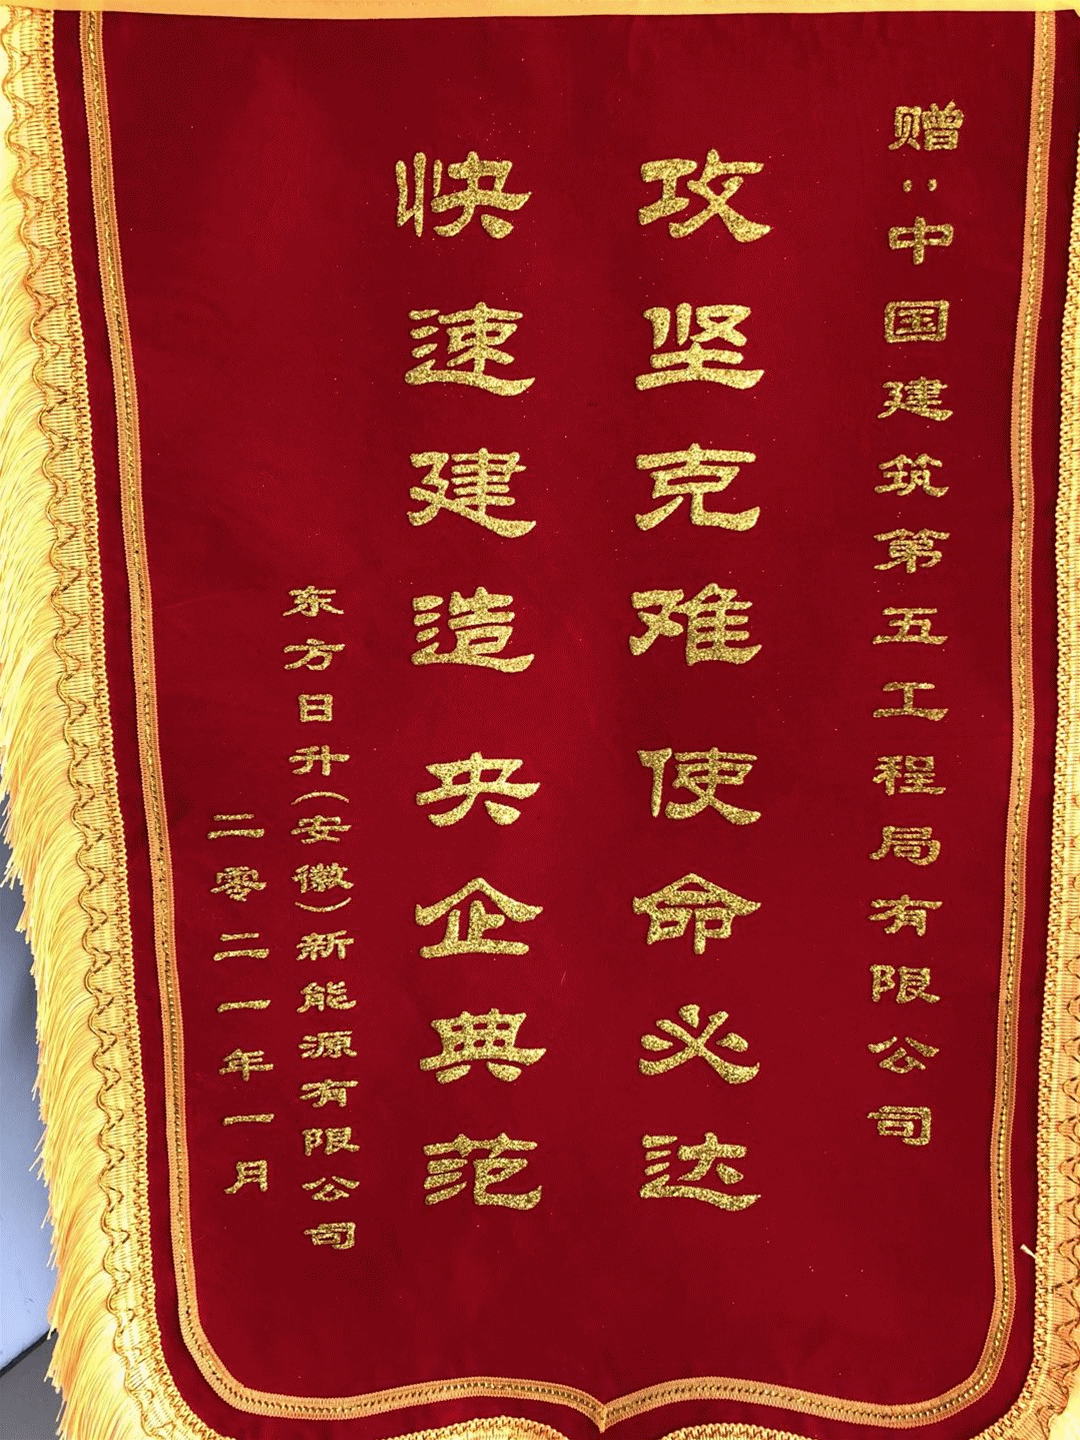 赠:中国建筑第五工程局有限公司
攻坚克难使命必达
快速建造央企典范
东方日升(安徽)新能源有限公司
二零二一年一月